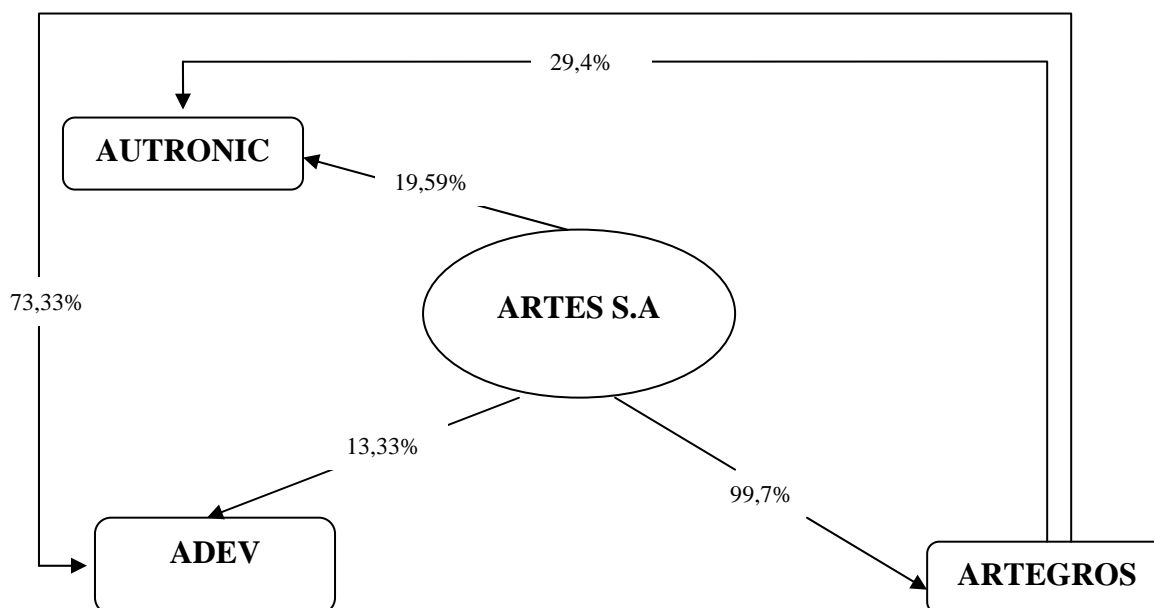 29,4%
AUTRONIC
19,59%
73,33%
ARTES S.A
13,33%
99,7%
ADEV
ARTEGROS